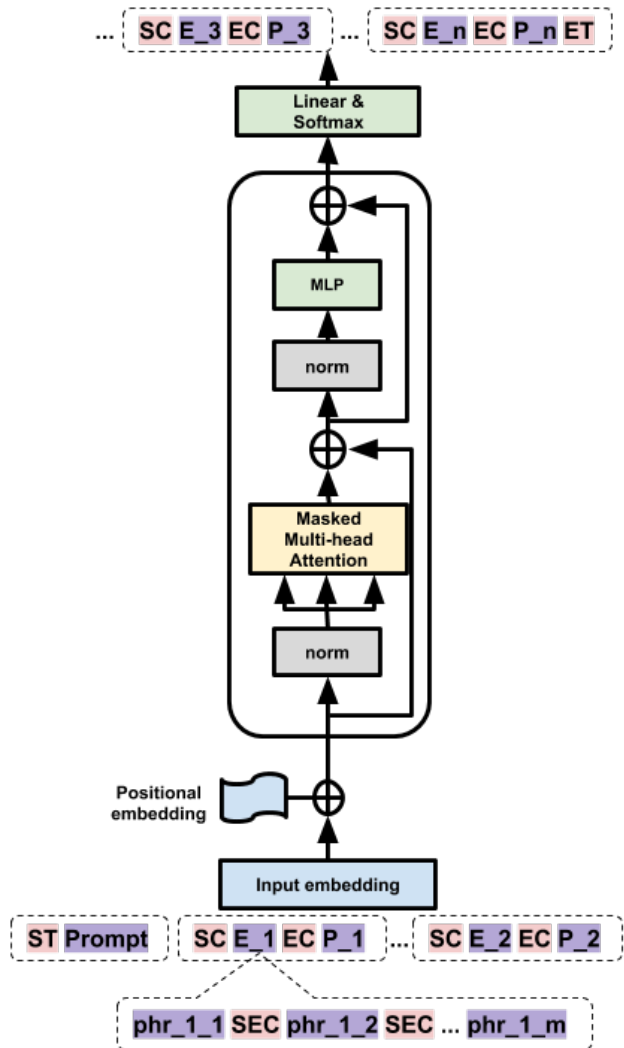 ... SC E_3 EC P_3 ... SC E_n EC P_n ET
Linear &
Softmax
MLP
norm
Masked
Multi-head
Attention
norm
Positional
embedding
Input embedding
ST Prompt SC E_1 EC P_1 ... SC E_2 EC P_2
phr_1_1 SEC phr_1_2 SEC ... phr_1_m